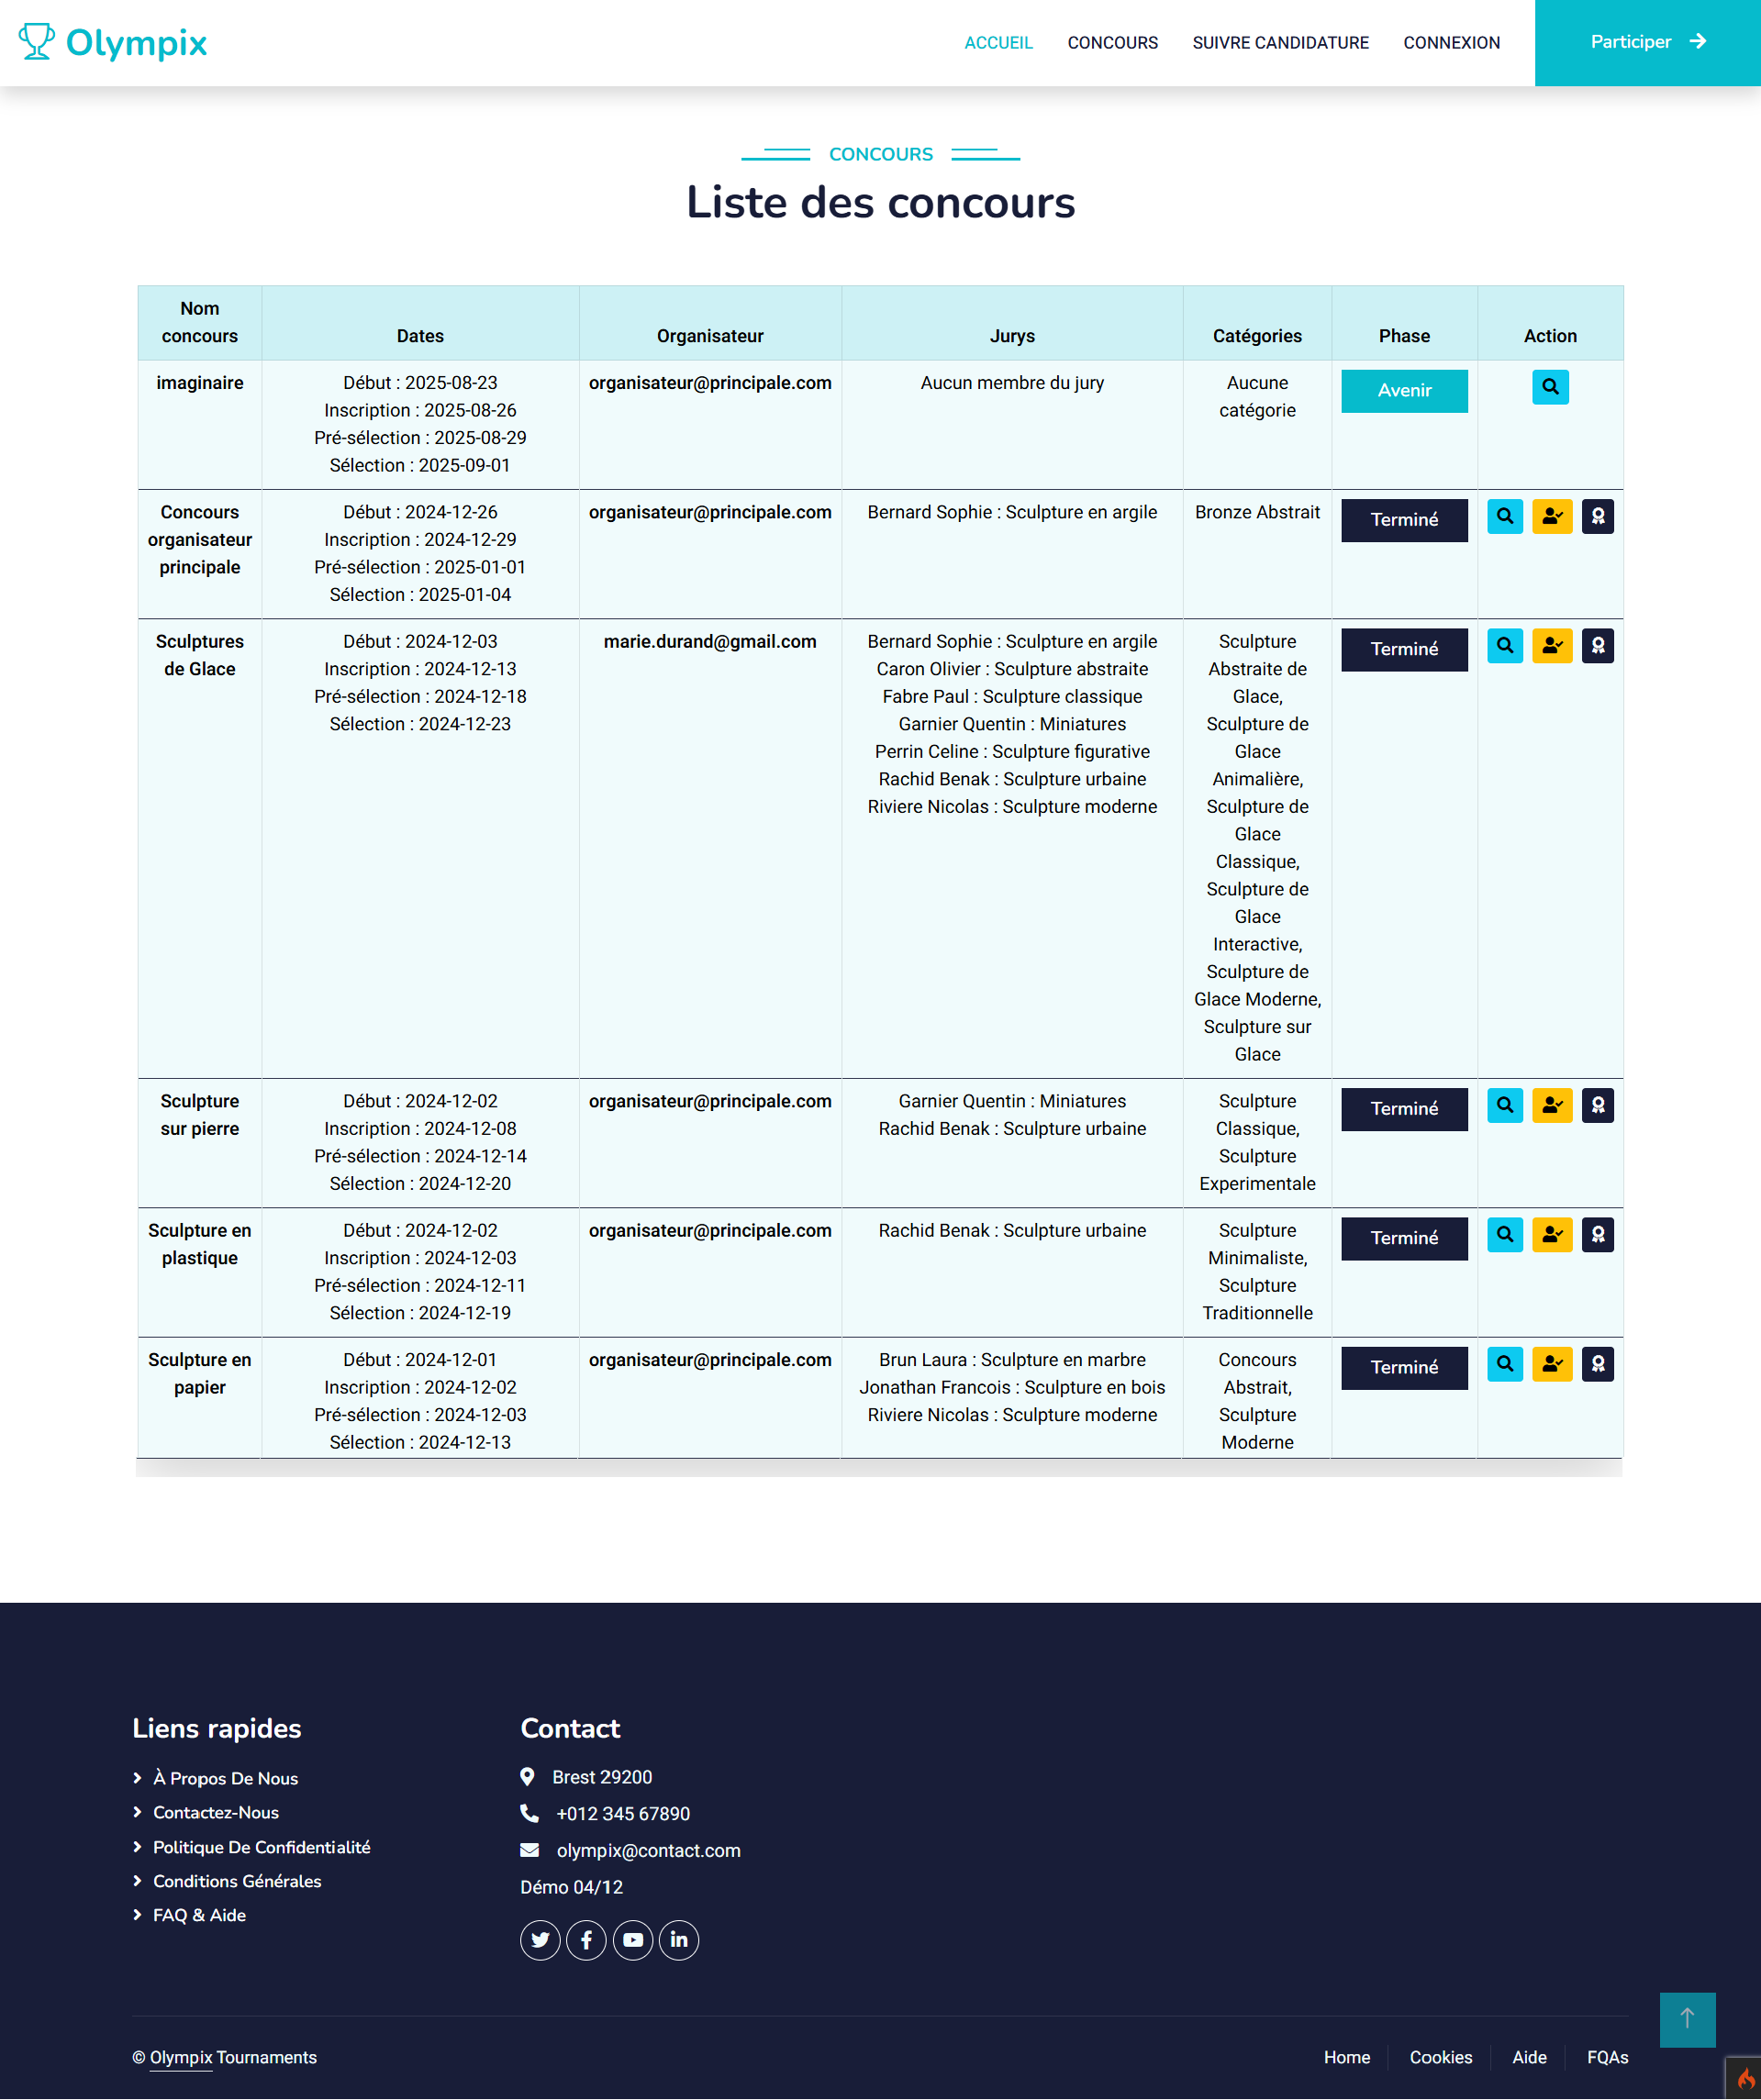 Olympix
ACCUEIL
CONCOURS
SUIVRE CANDIDATURE
CONNEXION
Participer
CONCOURS
Liste des concours
Nom
concours
Dates
Organisateur
Jurys
Catégories
Phase
Action
imaginaire
Début : 2025-08-23
Inscription : 2025-08-26
Pré-sélection : 2025-08-29
Sélection : 2025-09-01
organisateur@principale.com
Aucun membre du jury
Aucune
catégorie
Avenir
Concours
organisateur
principale
Début : 2024-12-26
Inscription : 2024-12-29
Pré-sélection : 2025-01-01
Sélection : 2025-01-04
organisateur@principale.com
Bernard Sophie : Sculpture en argile
Bronze Abstrait
Terminé
Sculptures
de Glace
Début : 2024-12-03
Inscription : 2024-12-13
Pré-sélection : 2024-12-18
Sélection : 2024-12-23
marie.durand@gmail.com
Bernard Sophie : Sculpture en argile
Caron Olivier : Sculpture abstraite
Fabre Paul : Sculpture classique
Garnier Quentin : Miniatures
Perrin Celine : Sculpture figurative
Rachid Benak : Sculpture urbaine
Riviere Nicolas : Sculpture moderne
Sculpture
Abstraite de
Glace,
Sculpture de
Glace
Animalière,
Sculpture de
Glace
Classique,
Sculpture de
Glace
Interactive,
Sculpture de
Glace Moderne,
Sculpture sur
Glace
Terminé
Sculpture
sur pierre
Début : 2024-12-02
Inscription : 2024-12-08
Pré-sélection : 2024-12-14
Sélection : 2024-12-20
organisateur@principale.com
Garnier Quentin : Miniatures
Rachid Benak : Sculpture urbaine
Sculpture
Classique,
Sculpture
Experimentale
Terminé
Sculpture en
plastique
Début : 2024-12-02
Inscription : 2024-12-03
Pré-sélection : 2024-12-11
Sélection : 2024-12-19
organisateur@principale.com
Rachid Benak : Sculpture urbaine
Sculpture
Minimaliste,
Sculpture
Traditionnelle
Terminé
Sculpture en
papier
Début : 2024-12-01
Inscription : 2024-12-02
Pré-sélection : 2024-12-03
Sélection : 2024-12-13
organisateur@principale.com
Brun Laura : Sculpture en marbre
Jonathan Francois : Sculpture en bois
Riviere Nicolas : Sculpture moderne
Concours
Abstrait,
Sculpture
Moderne
Terminé
Liens rapides
À Propos De Nous
Contactez-Nous
Politique De Confidentialité
Conditions Générales
FAQ & Aide
Contact
Brest 29200
+012 345 67890
olympix@contact.com
Démo 04/12
© Olympix Tournaments
Home
Cookies
Aide
FQAs